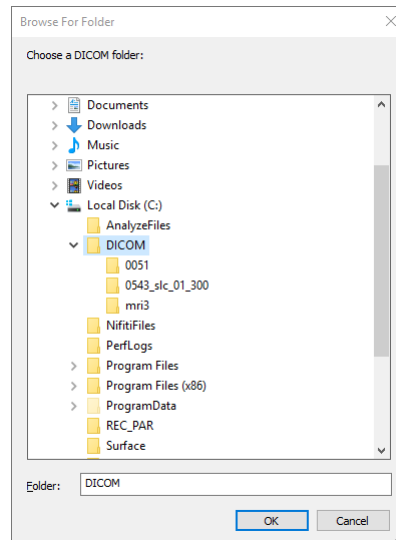 Browse For Folder
Choose a DICOM folder:
Documents
Downloads
Music
Pictures
Videos
Local Disk (C:)
AnalyzeFiles
DICOM
0051
0543_slc_01_300
mri3
NifitiFiles
PerfLogs
Program Files
Program Files (x86)
ProgramData
REC_PAR
Surface
Folder: DICOM
OK Cancel